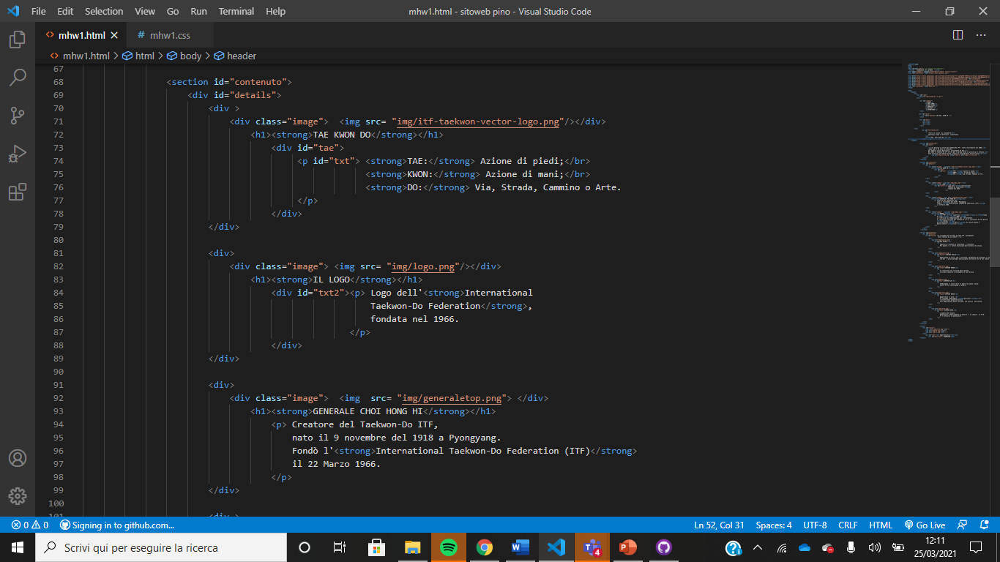 File Edit Selection View Go Run Terminal Help mhw1.html - sitoweb pino - Visual Studio Code
mhw1.html mhw1.css
mhw1.html > html > body > header
67
68 <section id="contenuto">
69 <div id="details">
70 <div >
71 <div class="image"> <img src= "img/itf-taekwon-vector-logo.png"/></div>
72 <h1><strong>TAE KWON DO</strong></h1>
73 <div id="tae">
74 <p id="txt"> <strong>TAE:</strong> Azione di piedi;</br>
75 <strong>KWON:</strong> Azione di mani;</br>
76 <strong>DO:</strong> Via, Strada, Cammino o Arte.
77 </p>
78 </div>
79 </div>
80
81 <div>
82 <div class="image"> <img src= "img/logo.png"/></div>
83 <h1><strong>IL LOGO</strong></h1>
84 <div id="txt2"><p> Logo dell'<strong>International
85 Taekwon-Do Federation</strong>,
86 fondata nel 1966.
87 </p>
88 </div>
89 </div>
90
91 <div>
92 <div class="image"> <img src= "img/generaletop.png"> </div>
93 <h1><strong>GENERALE CHOI HONG HI</strong></h1>
94 <p> Creatore del Taekwon-Do ITF,
95 nato il 9 novembre del 1918 a Pyongyang.
96 Fondò l'<strong>International Taekwon-Do Federation (ITF)</strong>
97 il 22 Marzo 1966.
98 </p>
99 </div>
100
101 <div >
0 0 Signing in to github.com... Ln 52, Col 31 Spaces: 4 UTF-8 CRLF HTML Go Live
Scrivi qui per eseguire la ricerca 4 12:11
25/03/2021